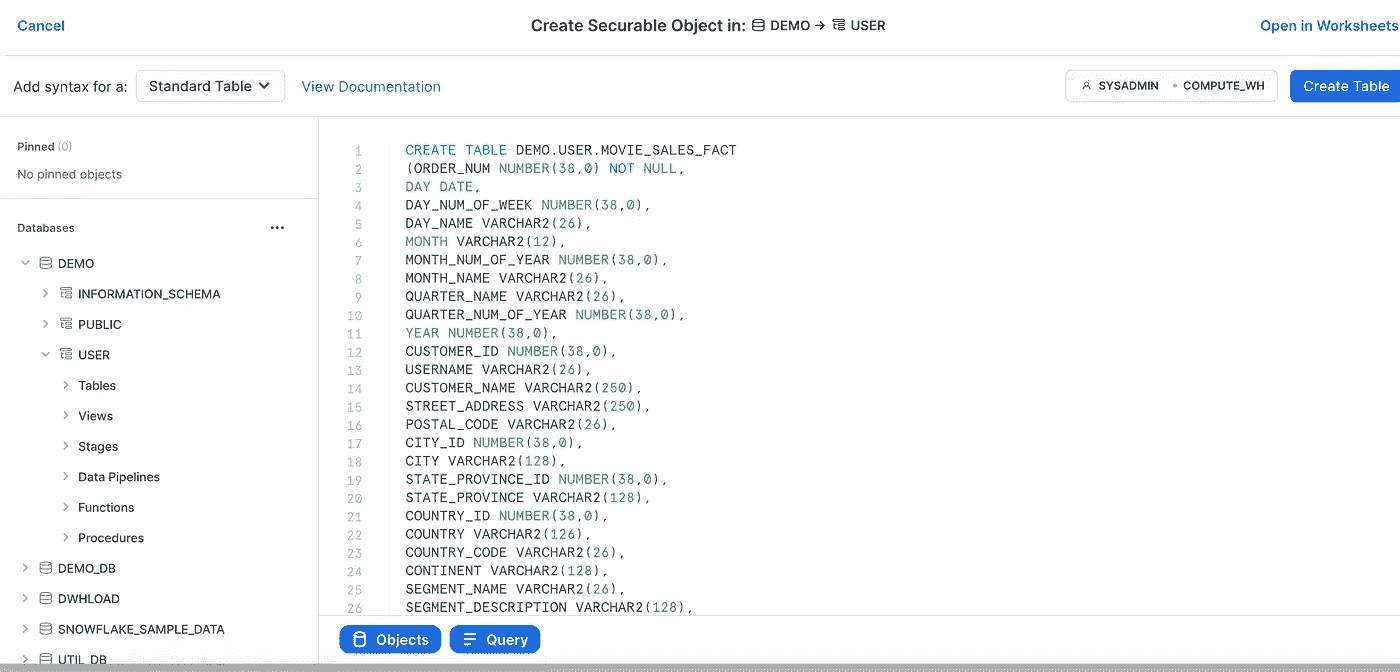 Cancel
Create Securable Object in: DEMO → USER
Open in Worksheets
Add syntax for a: Standard Table
View Documentation
SYSADMIN • COMPUTE_WH
Create Table
Pinned (0)
No pinned objects
Databases
DEMO
INFORMATION_SCHEMA
PUBLIC
USER
Tables
Views
Stages
Data Pipelines
Functions
Procedures
DEMO_DB
DWHLOAD
SNOWFLAKE_SAMPLE_DATA
UTIL_DB
1 CREATE TABLE DEMO.USER.MOVIE_SALES_FACT
2 (ORDER_NUM NUMBER(38,0) NOT NULL,
3 DAY DATE,
4 DAY_NUM_OF_WEEK NUMBER(38,0),
5 DAY_NAME VARCHAR2(26),
6 MONTH VARCHAR2(12),
7 MONTH_NUM_OF_YEAR NUMBER(38,0),
8 MONTH_NAME VARCHAR2(26),
9 QUARTER_NAME VARCHAR2(26),
10 QUARTER_NUM_OF_YEAR NUMBER(38,0),
11 YEAR NUMBER(38,0),
12 CUSTOMER_ID NUMBER(38,0),
13 USERNAME VARCHAR2(26),
14 CUSTOMER_NAME VARCHAR2(250),
15 STREET_ADDRESS VARCHAR2(250),
16 POSTAL_CODE VARCHAR2(26),
17 CITY_ID NUMBER(38,0),
18 CITY VARCHAR2(128),
19 STATE_PROVINCE_ID NUMBER(38,0),
20 STATE_PROVINCE VARCHAR2(128),
21 COUNTRY_ID NUMBER(38,0),
22 COUNTRY VARCHAR2(126),
23 COUNTRY_CODE VARCHAR2(26),
24 CONTINENT VARCHAR2(128),
25 SEGMENT_NAME VARCHAR2(26),
26 SEGMENT_DESCRIPTION VARCHAR2(128),
Objects
Query